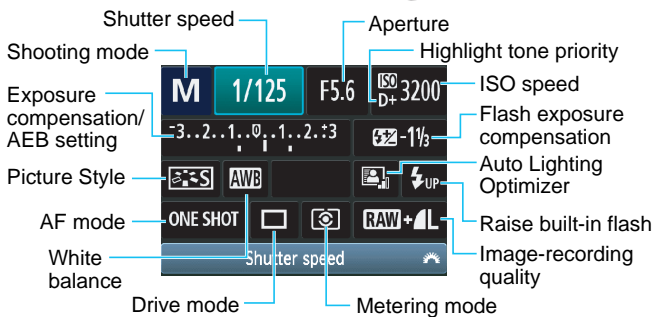 Shutter speed
Aperture
Shooting mode
Highlight tone priority
M
1/125
F5.6
ISO
D+
3200
ISO speed
Exposure
compensation/
AEB setting
-3..2..1..0..1..2.+3
-1⅓
Flash exposure
compensation
Picture Style
S
AWB
UP
Auto Lighting
Optimizer
AF mode
ONE SHOT
RAW+L
Raise built-in flash
White
balance
Shutter speed
Image-recording
quality
Drive mode
Metering mode